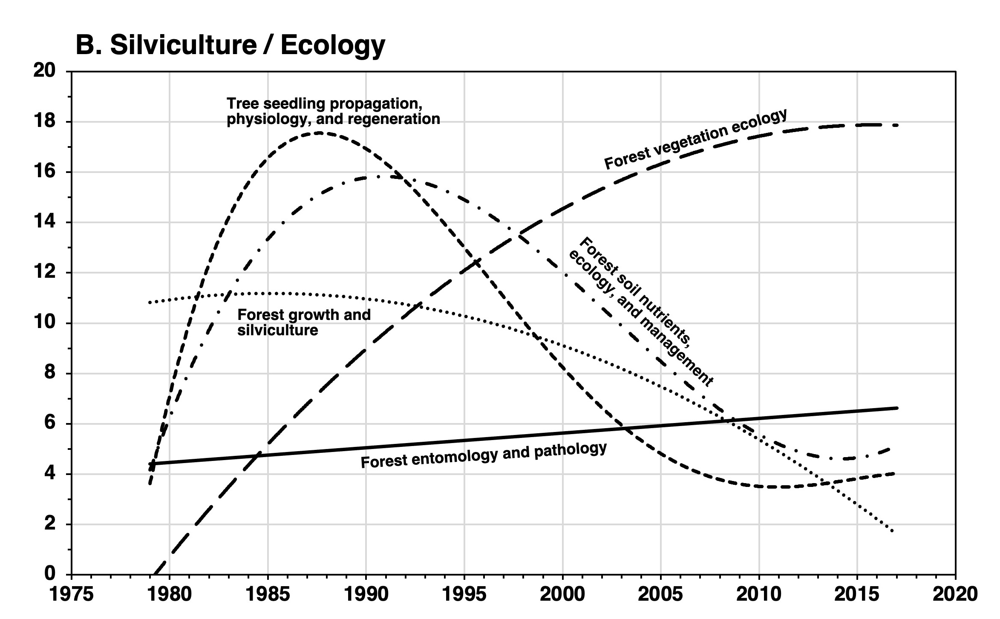 B. Silviculture / Ecology
20
18
16
14
12
10
8
6
4
2
0
Tree seedling propagation,
physiology, and regeneration
Forest vegetation ecology
Forest soil nutrients,
ecology, and management
Forest growth and
silviculture
Forest entomology and pathology
1975 1980 1985 1990 1995 2000 2005 2010 2015 2020